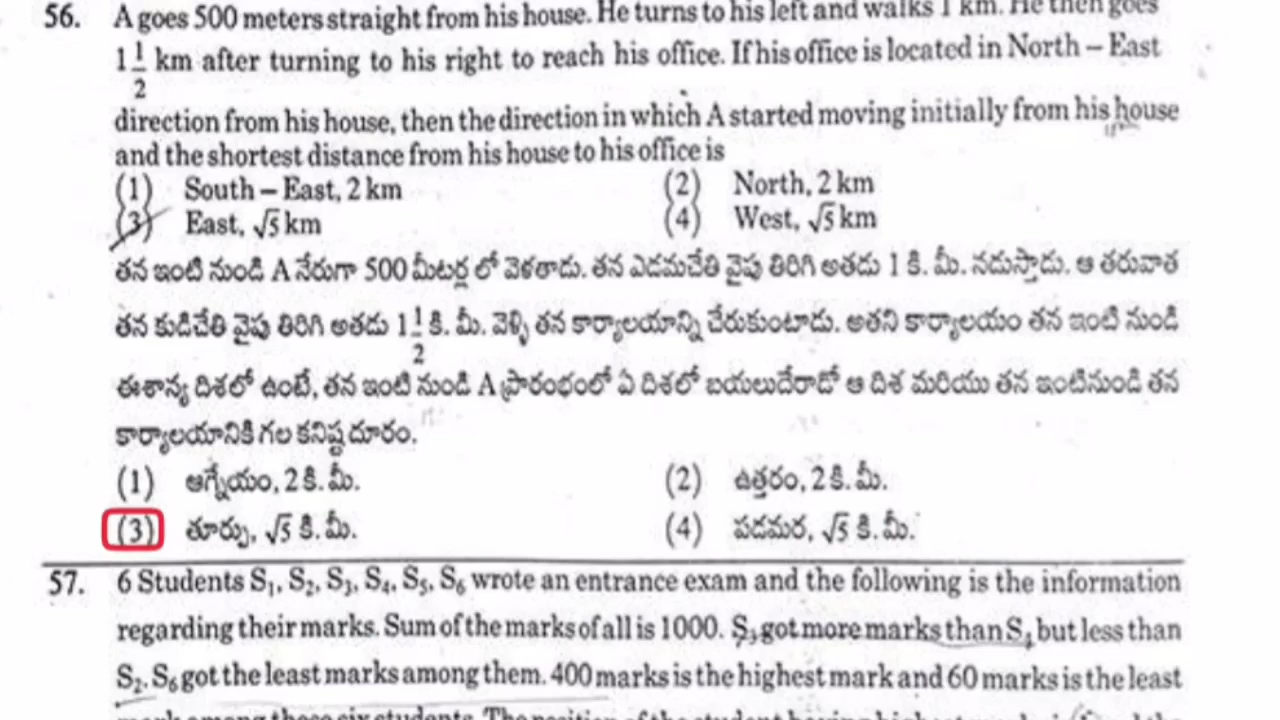 56. A goes 500 meters straight from his house. He turns to his left and walks 1 km. He then goes
1 1/2 km after turning to his right to reach his office. If his office is located in North – East
direction from his house, then the direction in which A started moving initially from his house
and the shortest distance from his house to his office is
(1) South – East, 2 km (2) North, 2 km
(3) East, √5 km (4) West, √5 km
తన ఇంటి నుండి A నేరుగా 500 మీటర్ల లో వెళతాడు. తన ఎడమచేతి వైపు తిరిగి అతడు 1 కి. మీ. నడుస్తాడు. ఆ తరువాత
తన కుడిచేతి వైపు తిరిగి అతడు 1 1/2 కి. మీ. వెళ్ళి తన కార్యాలయాన్ని చేరుకుంటాడు. అతని కార్యాలయం తన ఇంటి నుండి
ఈశాన్య దిశలో ఉంటే, తన ఇంటి నుండి A ప్రారంభంలో ఏ దిశలో బయలుదేరాడో ఆ దిశ మరియు తన ఇంటినుండి తన
కార్యాలయానికి గల కనిష్ట దూరం.
(1) ఆగ్నేయం, 2 కి. మీ. (2) ఉత్తరం, 2 కి. మీ.
(3) తూర్పు, √5 కి. మీ. (4) పడమర, √5 కి. మీ.
57. 6 Students S₁, S₂, S₃, S₄, S₅, S₆ wrote an entrance exam and the following is the information
regarding their marks. Sum of the marks of all is 1000. S₃ got more marks than S₄ but less than
S₂. S₆ got the least marks among them. 400 marks is the highest mark and 60 marks is the least